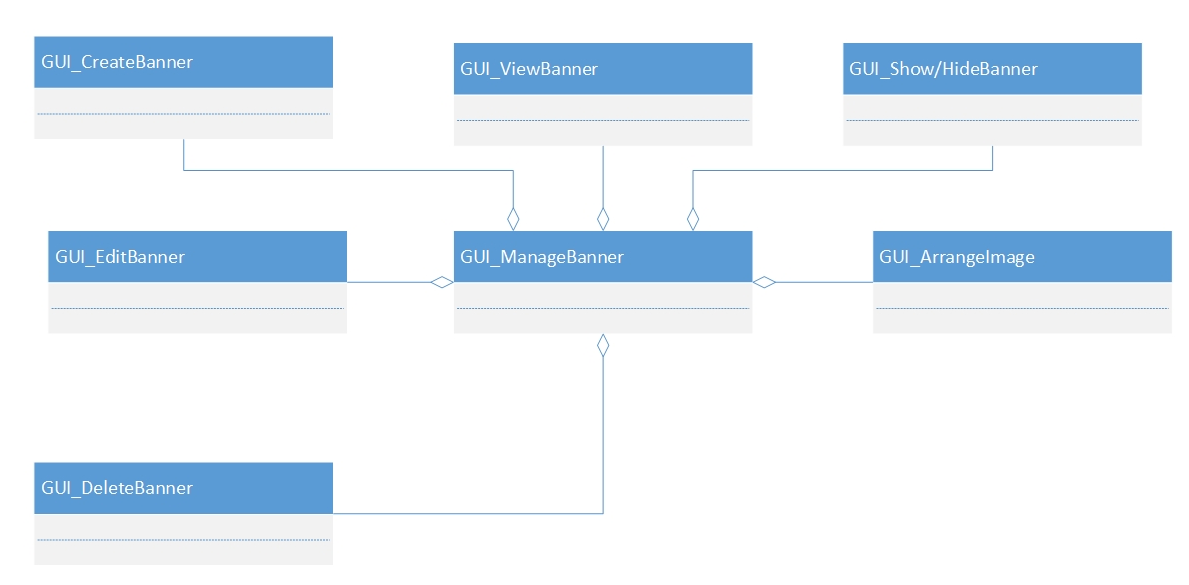 GUI_CreateBanner
GUI_ViewBanner
GUI_Show/HideBanner
GUI_EditBanner
GUI_ManageBanner
GUI_ArrangeImage
GUI_DeleteBanner